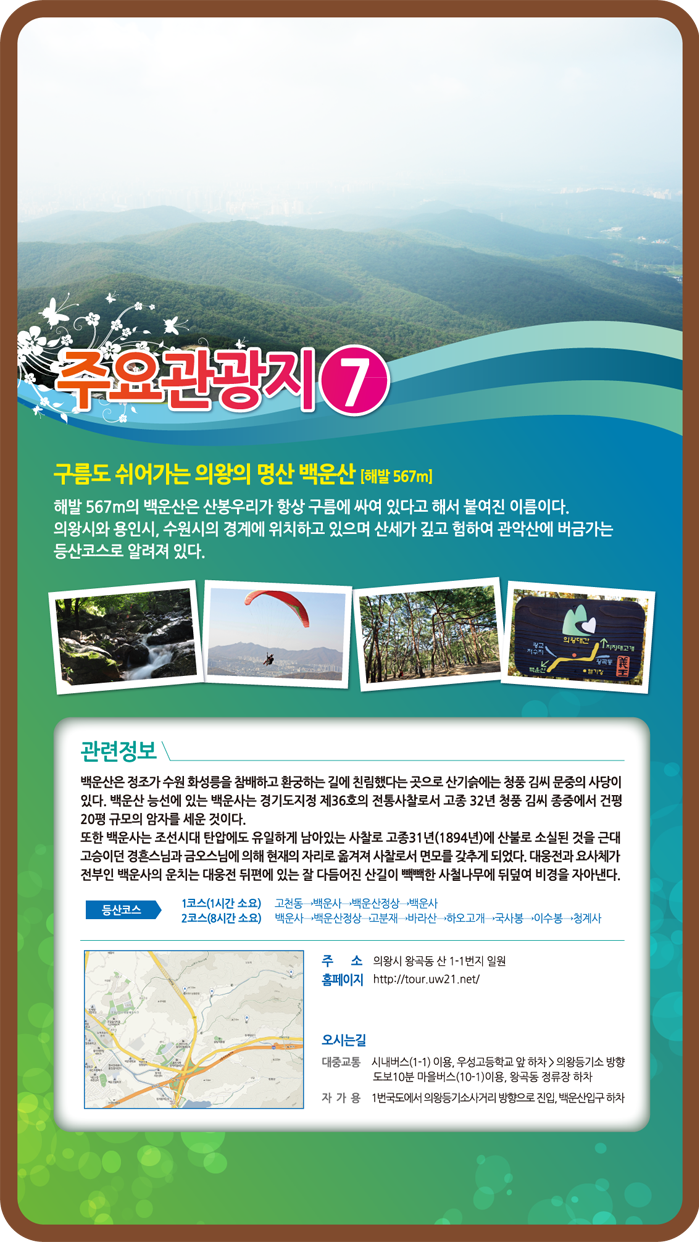 주요관광지 7
구름도 쉬어가는 의왕의 명산 백운산 [해발 567m]
해발 567m의 백운산은 산봉우리가 항상 구름에 싸여 있다고 해서 붙여진 이름이다.
의왕시와 용인시, 수원시의 경계에 위치하고 있으며 산세가 깊고 험하여 관악산에 버금가는
등산코스로 알려져 있다.
의왕대간
지지대고개
왕곡동
백운산
관련정보
백운산은 정조가 수원 화성릉을 참배하고 환궁하는 길에 친림했다는 곳으로 산기슭에는 청풍 김씨 문중의 사당이
있다. 백운산 능선에 있는 백운사는 경기도지정 제36호의 전통사찰로서 고종 32년 청풍 김씨 종중에서 건평
20평 규모의 암자를 세운 것이다.
또한 백운사는 조선시대 탄압에도 유일하게 남아있는 사찰로 고종31년(1894년)에 산불로 소실된 것을 근대
고승이던 경흔스님과 금오스님에 의해 현재의 자리로 옮겨져 사찰로서 면모를 갖추게 되었다. 대웅전과 요사체가
전부인 백운사의 운치는 대웅전 뒤편에 있는 잘 다듬어진 산길이 빽빽한 사철나무에 뒤덮여 비경을 자아낸다.
등산코스
1코스(1시간 소요) 고천동→백운사→백운산정상→백운사
2코스(8시간 소요) 백운사→백운산정상→고분재→바라산→하오고개→국사봉→이수봉→청계사
주 소 의왕시 왕곡동 산 1-1번지 일원
홈페이지 http://tour.uw21.net/
오시는길
대중교통 시내버스(1-1) 이용, 우성고등학교 앞 하차 > 의왕등기소 방향
도보10분 마을버스(10-1)이용, 왕곡동 정류장 하차
자 가 용 1번국도에서 의왕등기소사거리 방향으로 진입, 백운산입구 하차